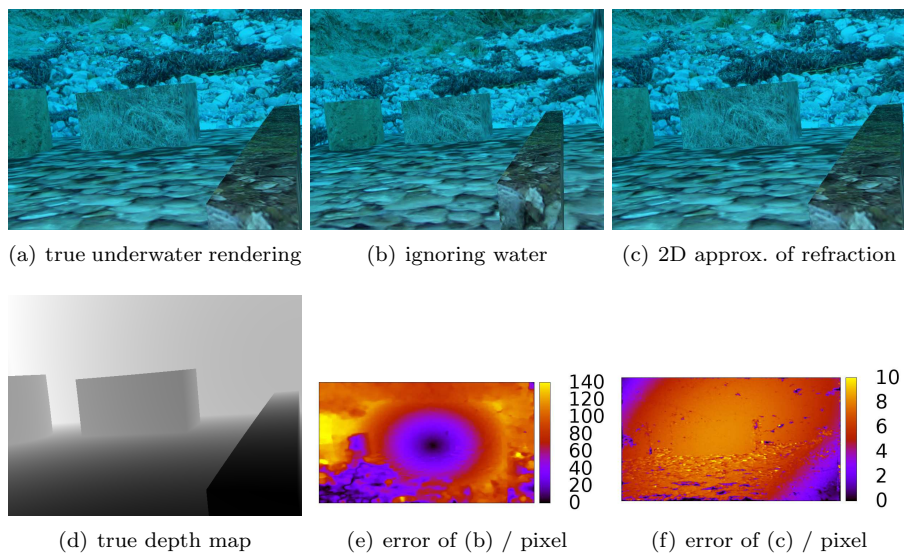 (a) true underwater rendering
(b) ignoring water
(c) 2D approx. of refraction
140
120
100
80
60
40
20
0
10
8
6
4
2
0
(d) true depth map
(e) error of (b) / pixel
(f) error of (c) / pixel